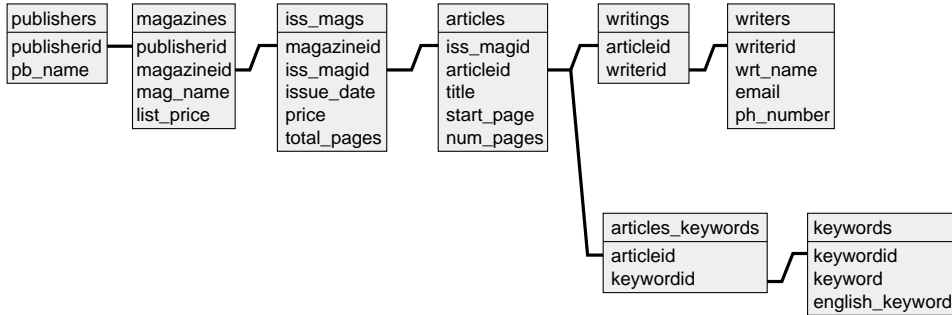 publishers
publisherid
pb_name
magazines
publisherid
magazineid
mag_name
list_price
iss_mags
magazineid
iss_magid
issue_date
price
total_pages
articles
iss_magid
articleid
title
start_page
num_pages
writings
articleid
writerid
writers
writerid
wrt_name
email
ph_number
articles_keywords
articleid
keywordid
keywords
keywordid
keyword
english_keyword